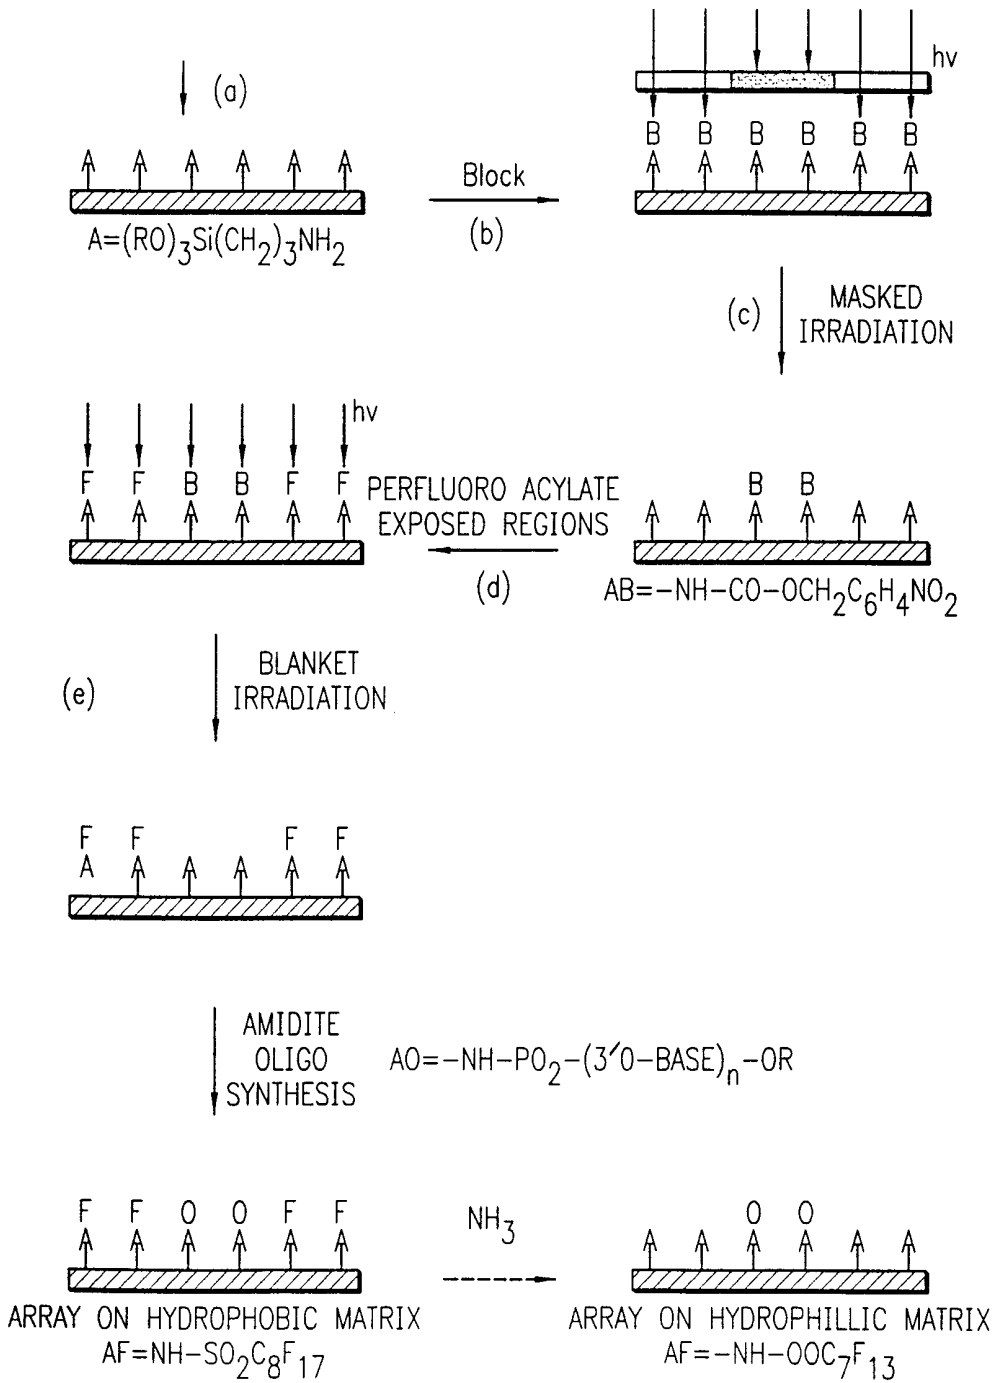 (a)
A A A A A A
A=(RO)3Si(CH2)3NH2
Block
(b)
hv
B B B B B B
A A A A A A
(c)
MASKED
IRRADIATION
hv
F F B B F F
A A A A A A
PERFLUORO ACYLATE
EXPOSED REGIONS
(d)
B B
A A A A A A
AB=-NH-CO-OCH2C6H4NO2
(e)
BLANKET
IRRADIATION
F F F F
A A A A A A
AMIDITE
OLIGO
SYNTHESIS
AO=-NH-PO2-(3'O-BASE)n-OR
F F O O F F
A A A A A A
ARRAY ON HYDROPHOBIC MATRIX
AF=NH-SO2C8F17
NH3
O O
A A A A A A
ARRAY ON HYDROPHILLIC MATRIX
AF=-NH-OOC7F13